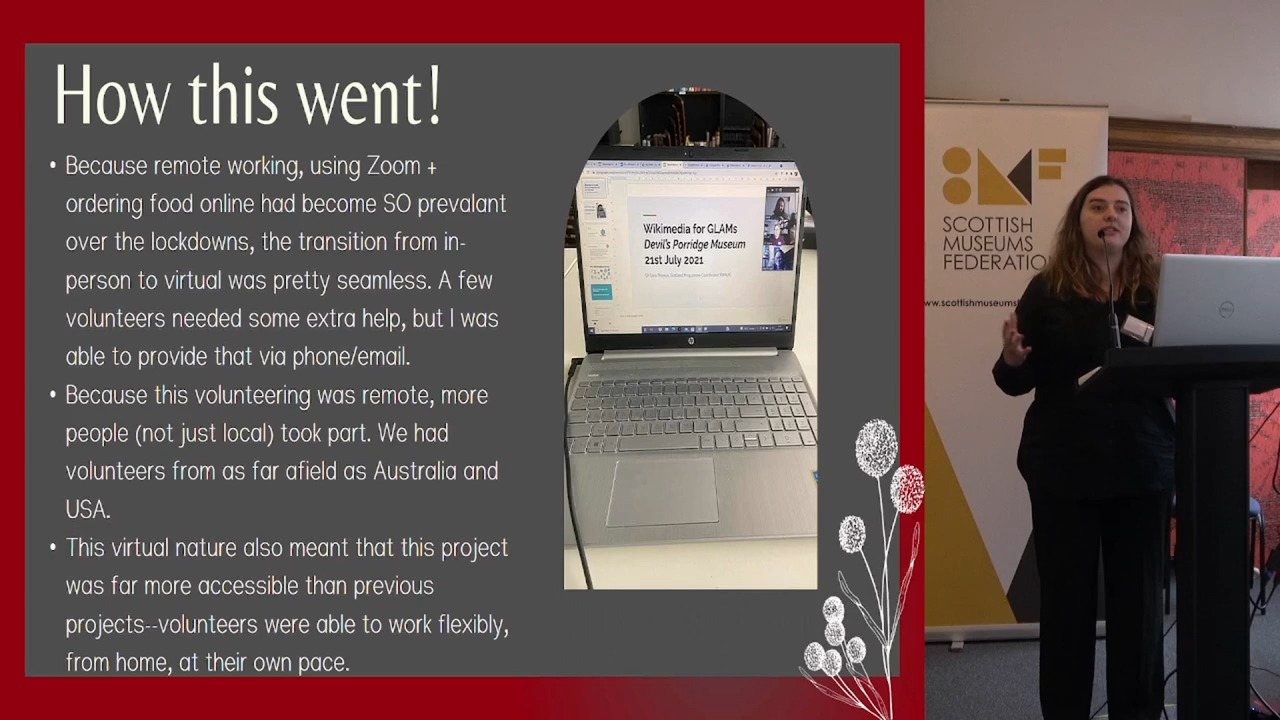 How this went!
• Because remote working, using Zoom +
ordering food online had become SO prevalant
over the lockdowns, the transition from in-
person to virtual was pretty seamless. A few
volunteers needed some extra help, but I was
able to provide that via phone/email.
• Because this volunteering was remote, more
people (not just local) took part. We had
volunteers from as far afield as Australia and
USA.
• This virtual nature also meant that this project
was far more accessible than previous
projects--volunteers were able to work flexibly,
from home, at their own pace.
Wikimedia for GLAMs
Devil's Porridge Museum
21st July 2021
hp
SCOTTISH
MUSEUMS
FEDERATIO
www.scottishmuseums
DELL